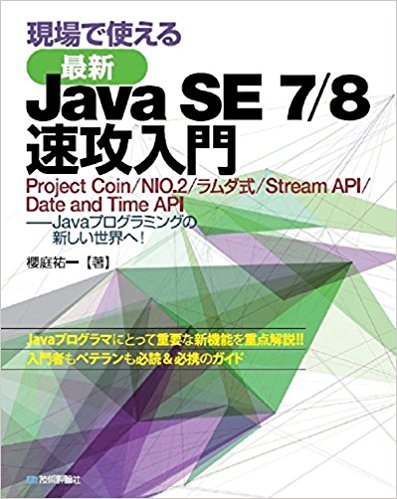 現場で使える
最新
Java SE 7/8
速攻入門
Project Coin/NIO.2/ラムダ式/Stream API/
Date and Time API
——Javaプログラミングの
新しい世界へ!
櫻庭祐一【著】
Javaプログラマにとって重要な新機能を重点解説!!
入門者もベテランも必読&必携のガイド
技術評論社